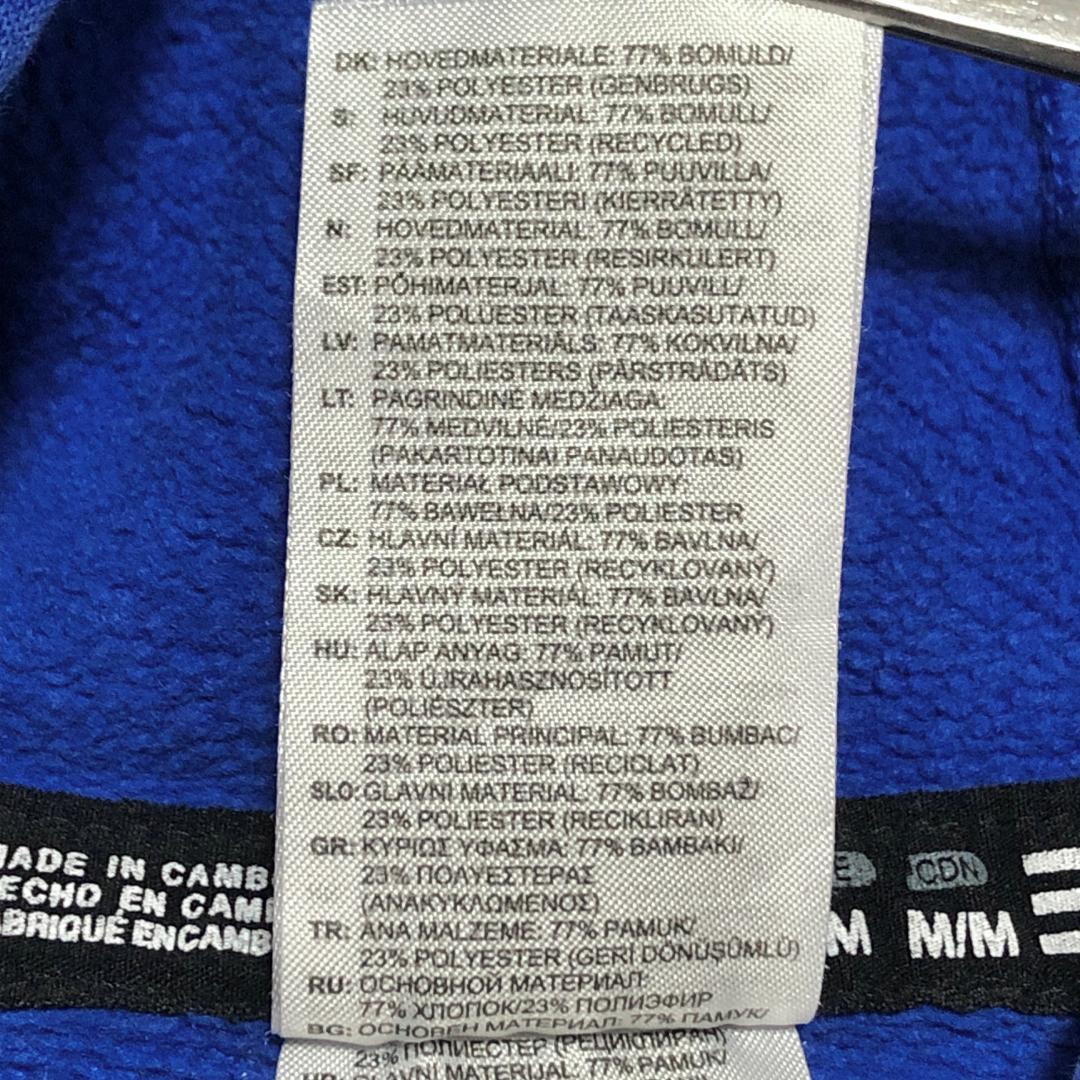 DK: HOVEDMATERIALE: 77% BOMULD/
23% POLYESTER (GENBRUGS)
S: HUVUDMATERIAL: 77% BOMULL/
23% POLYESTER (RECYCLED)
SF: PÄÄMATERIAALI: 77% PUUVILLA/
23% POLYESTERI (KIERRÄTETTY)
N: HOVEDMATERIAL: 77% BOMULL/
23% POLYESTER (RESIRKULERT)
EST: PÕHIMATERJAL: 77% PUUVILL/
23% POLUESTER (TAASKASUTATUD)
LV: PAMATMATERIĀLS: 77% KOKVILNA/
23% POLIESTERS (PĀRSTRĀDĀTS)
LT: PAGRINDINĖ MEDŽIAGA:
77% MEDVILNĖ/23% POLIESTERIS
(PAKARTOTINAI PANAUDOTAS)
PL: MATERIAŁ PODSTAWOWY:
77% BAWEŁNA/23% POLIESTER
CZ: HLAVNÍ MATERIÁL: 77% BAVLNA/
23% POLYESTER (RECYKLOVANÝ)
SK: HLAVNÝ MATERIÁL: 77% BAVLNA/
23% POLYESTER (RECYKLOVANÝ)
HU: ALAP ANYAG: 77% PAMUT/
23% ÚJRAHASZNOSÍTOTT
(POLIÉSZTER)
RO: MATERIAL PRINCIPAL: 77% BUMBAC/
23% POLIESTER (RECICLAT)
SLO: GLAVNI MATERIAL: 77% BOMBAŽ/
23% POLIESTER (RECIKLIRAN)
GR: ΚΥΡΙΩΣ ΥΦΑΣΜΑ: 77% ΒΑΜΒΑΚΙ/
23% ΠΟΛΥΕΣΤΕΡΑΣ
(ΑΝΑΚΥΚΛΩΜΕΝΟΣ)
TR: ANA MALZEME: 77% PAMUK/
23% POLYESTER (GERİ DÖNÜŞÜMLÜ)
RU: ОСНОВНОЙ МАТЕРИАЛ:
77% ХЛОПОК/23% ПОЛИЭФИР
BG: ОСНОВЕН МАТЕРИАЛ: 77% ПАМУК/
23% ПОЛИЕСТЕР (РЕЦИКЛИРАН)
GLAVNI MATERIJAL: 77% PAMUK/
MADE IN CAMB
ECHO EN CAM
ABRIQUÉ EN CAMB
E CDN
M M/M